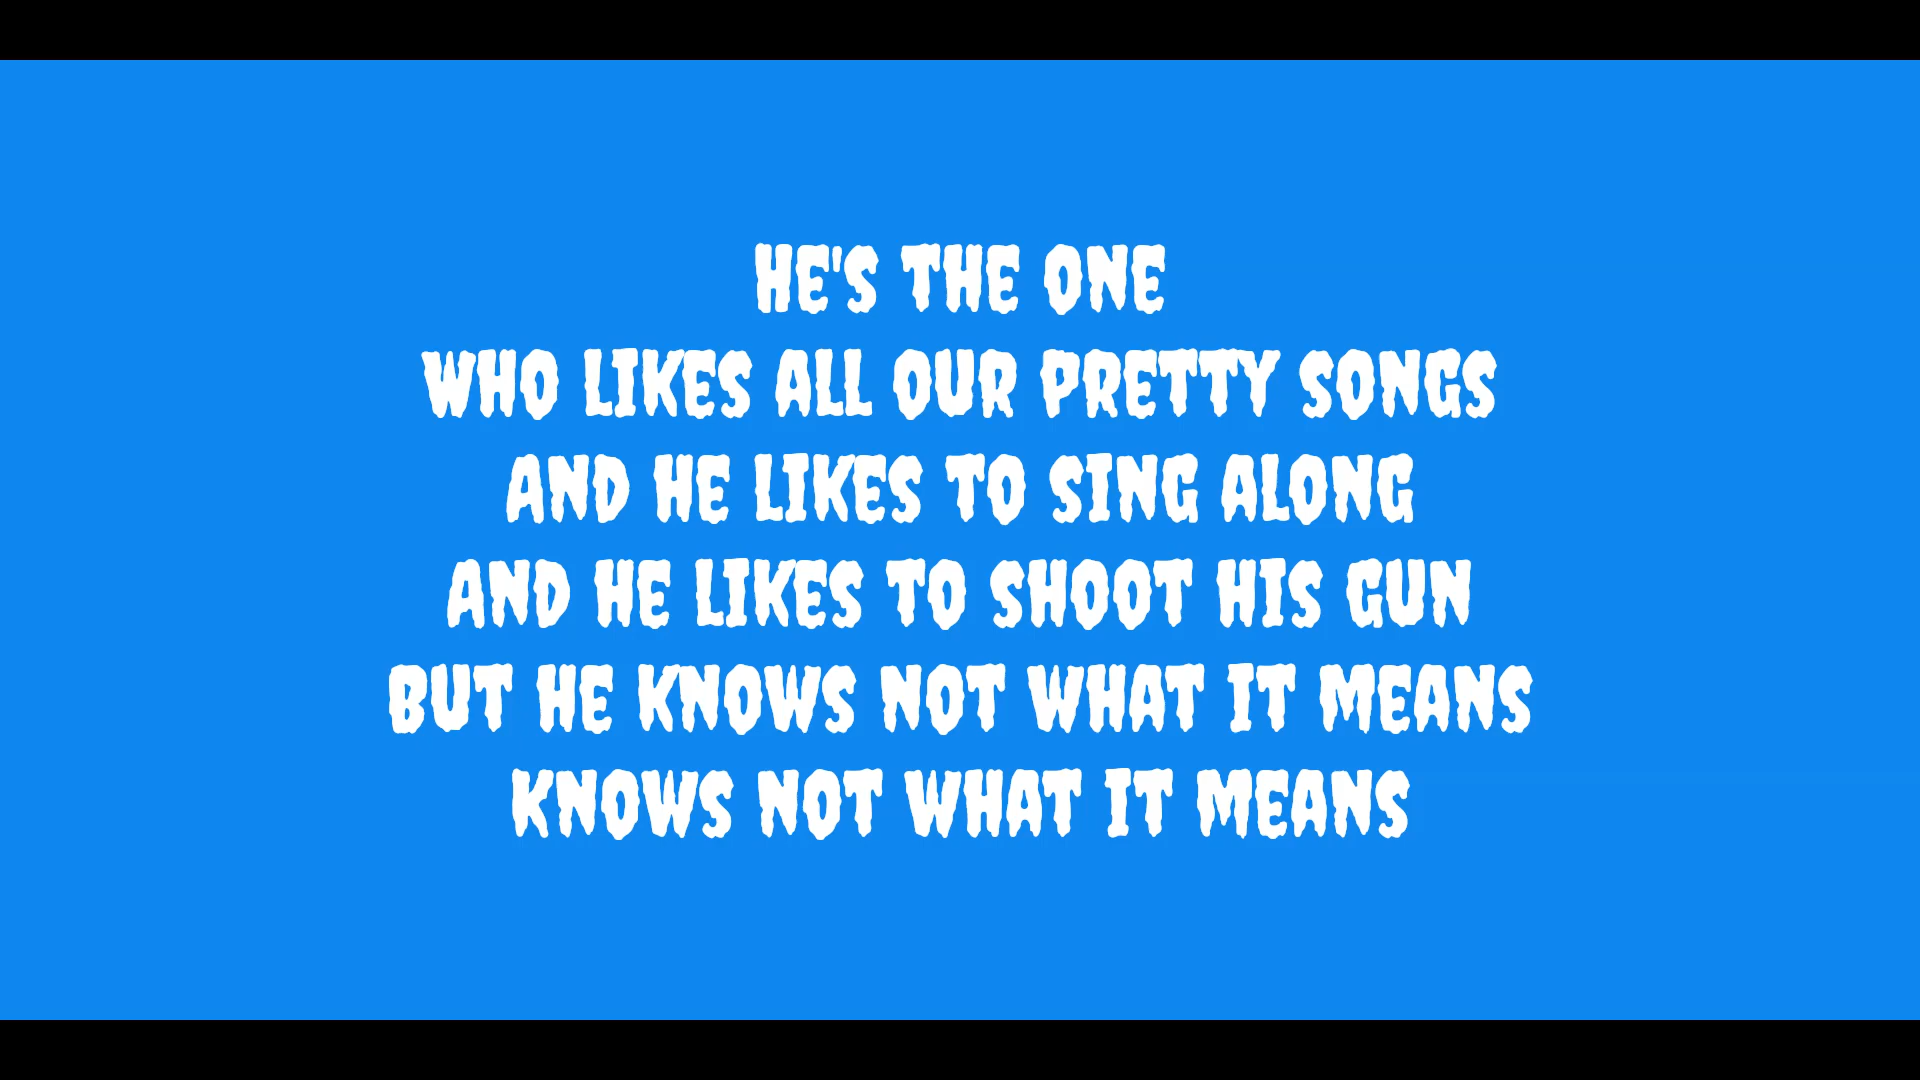 HE'S THE ONE
WHO LIKES ALL OUR PRETTY SONGS
AND HE LIKES TO SING ALONG
AND HE LIKES TO SHOOT HIS GUN
BUT HE KNOWS NOT WHAT IT MEANS
KNOWS NOT WHAT IT MEANS